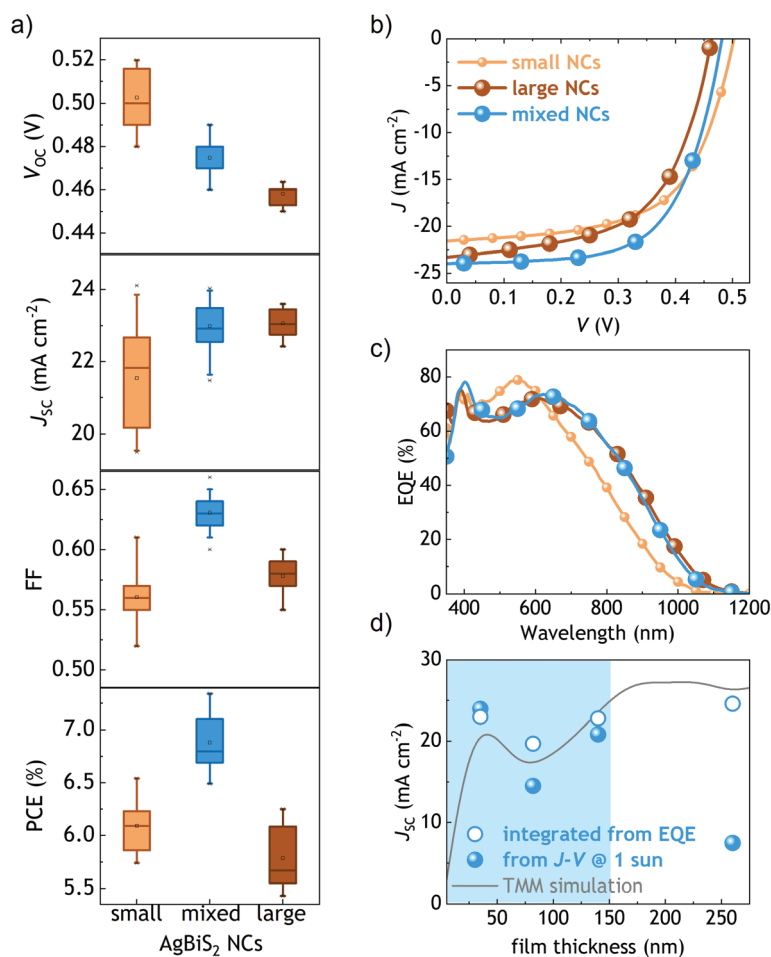 a)
0.52
0.50
0.48
0.46
0.44
V_OC (V)
24
22
20
J_SC (mA cm⁻²)
0.65
0.60
0.55
0.50
FF
7.0
6.5
6.0
5.5
PCE (%)
small mixed large
AgBiS₂ NCs
b)
0
-5
-10
-15
-20
-25
J (mA cm⁻²)
small NCs
large NCs
mixed NCs
0.0 0.1 0.2 0.3 0.4 0.5
V (V)
c)
80
60
40
20
0
EQE (%)
400 600 800 1000 1200
Wavelength (nm)
d)
30
20
10
0
J_SC (mA cm⁻²)
integrated from EQE
from J-V @ 1 sun
TMM simulation
50 100 150 200 250
film thickness (nm)